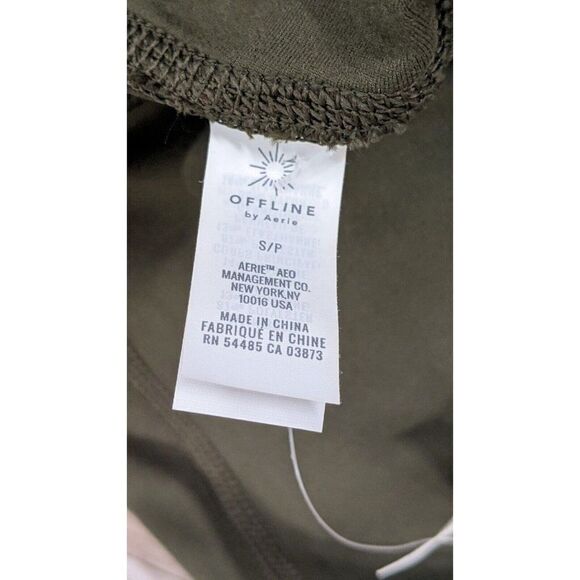 OFFLINE
by Aerie
S/P
AERIE™ AEO
MANAGEMENT CO.
NEW YORK,NY
10016 USA
MADE IN CHINA
FABRIQUÉ EN CHINE
RN 54485 CA 03873